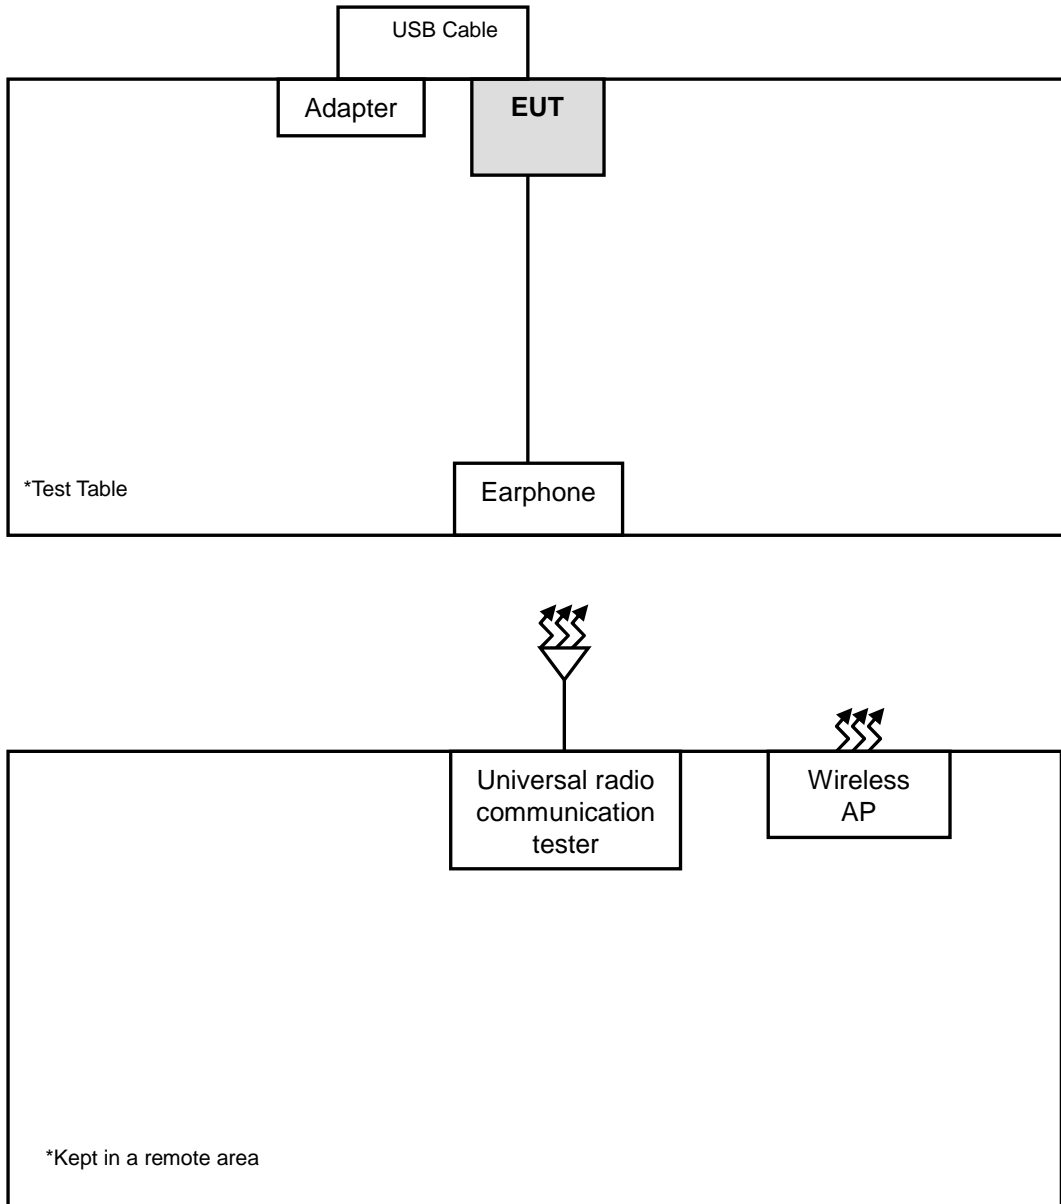 USB Cable
Adapter
EUT
*Test Table
Earphone
Universal radio
communication
tester
Wireless
AP
*Kept in a remote area